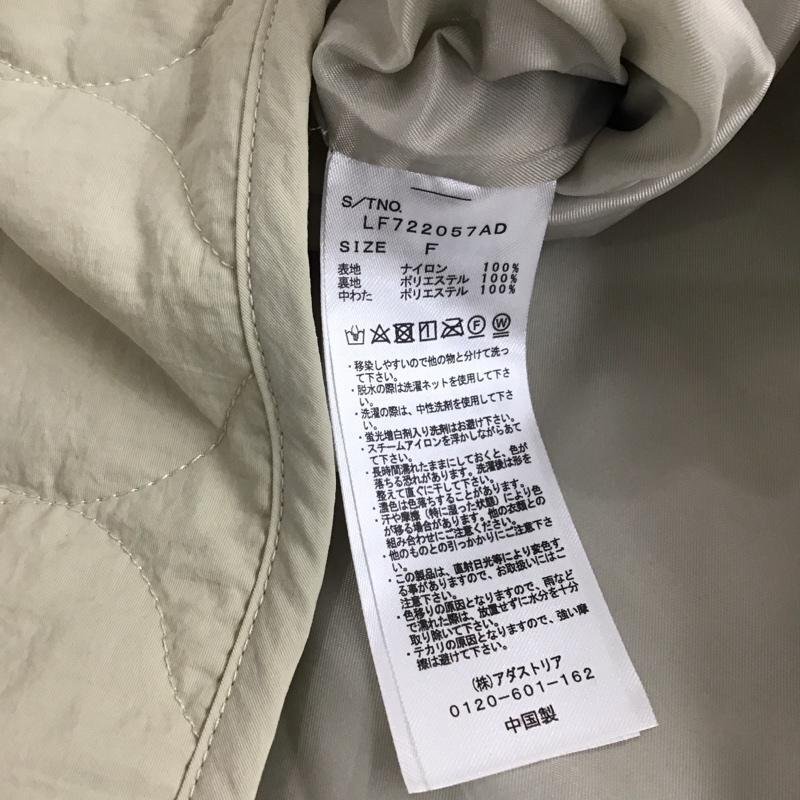 S/TNO.
LF722057AD
SIZE F
表地 ナイロン 100%
裏地 ポリエステル 100%
中わた ポリエステル 100%
F W
・移染しやすいので他の物と分けて洗っ
て下さい。
・脱水の際は洗濯ネットを使用して下さ
い。
・洗濯の際は、中性洗剤を使用して下さ
い。
・蛍光増白剤入り洗剤はお避け下さい。
・スチームアイロンを浮かしながらあて
て下さい。
・長時間濡れたままにしておくと、色が
落ちる恐れがあります。洗濯後は形を
整えて直ぐに干して下さい。
・濃色は色落ちすることがあります。
・汗や摩擦（特に湿った状態）により色
が移る場合があります。他の衣類との
組み合わせにご注意ください。
・他のものとの引っかかりにご注意下さ
い。
・この製品は、直射日光等により変色す
る事がありますので、お取扱いにはご
注意下さい。
・色移りの原因となりますので、雨など
で濡れた際は、放置せずに水分を十分
取り除いて下さい。
・テカリの原因となりますので、強い摩
擦は避けて下さい。
(株)アダストリア
0120-601-162
中国製